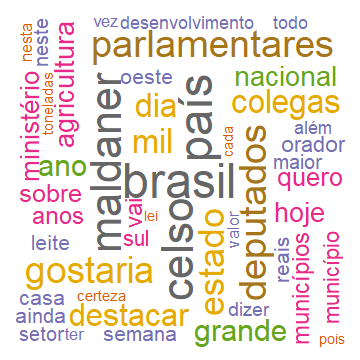 vez desenvolvimento todo
nesta
neste
parlamentares
toneladas
agricultura
ministério
oeste
nacional
maldaner
país
dia
colegas
mil
além
cada
orador
ano
deputados
maior
brasil
quero
sobre
celso
anos
vai
lei
estado
hoje
sul
valor
leite
reais
municípios
município
gostaria
casa
certeza
dizer
ainda
destacar
setor
ter
semana
grande
pois